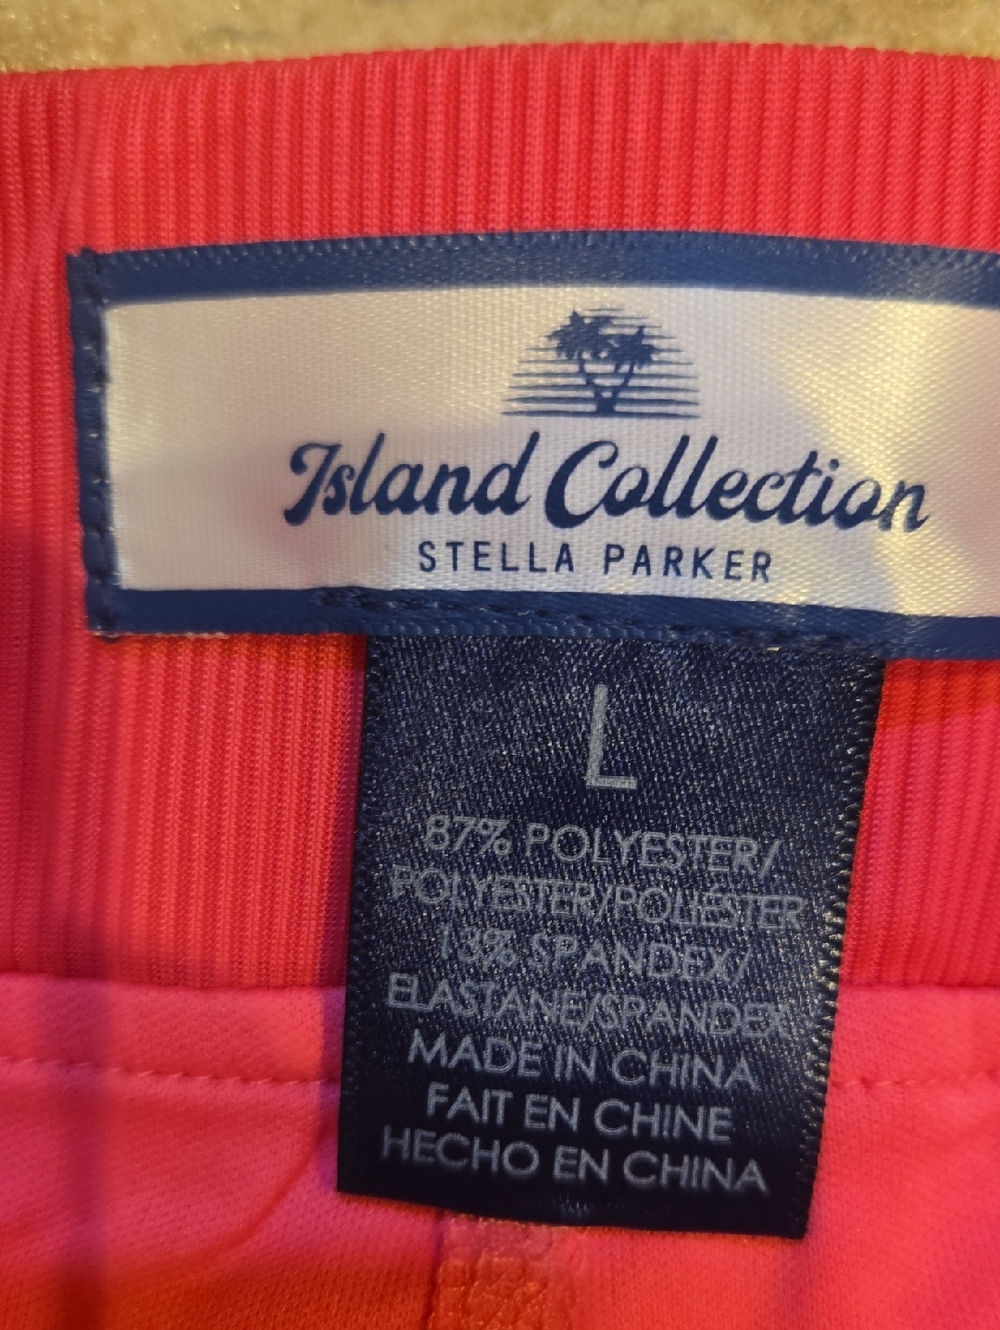 Island Collection
STELLA PARKER
L
87% POLYESTER/
POLYESTER/POLIÉSTER
13% SPANDEX/
ELASTANE/SPANDEX
MADE IN CHINA
FAIT EN CHINE
HECHO EN CHINA